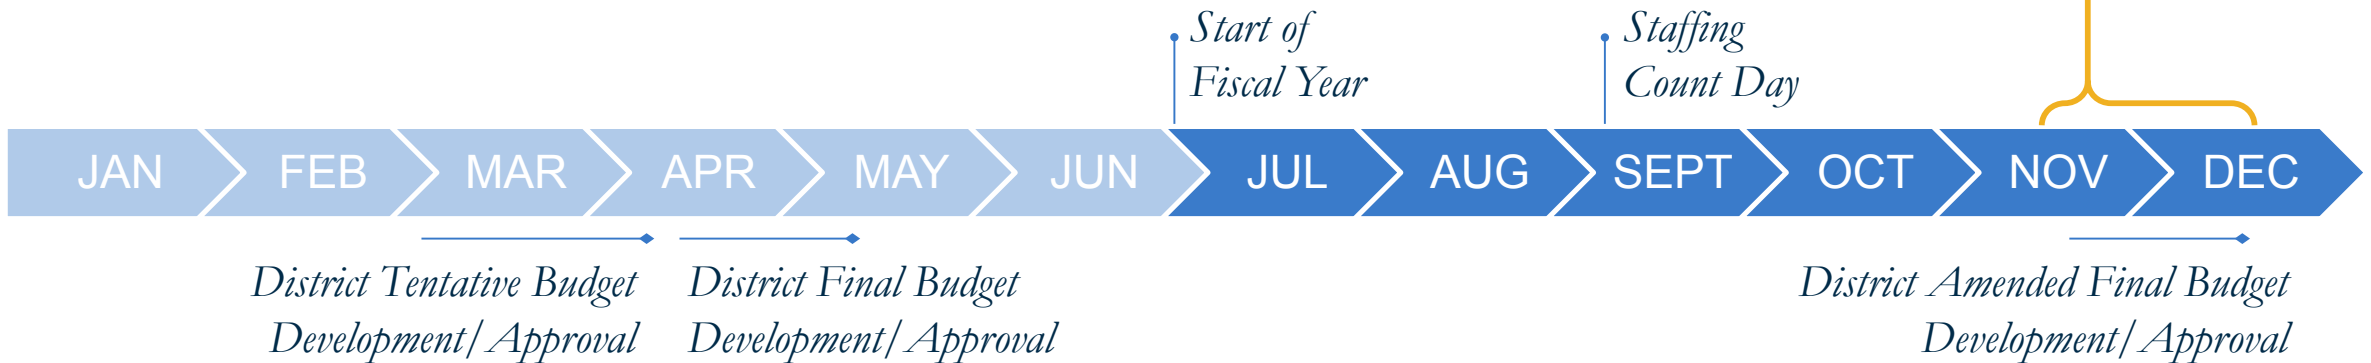 Start of
Fiscal Year
Staffing
Count Day
JAN FEB MAR APR MAY JUN JUL AUG SEPT OCT NOV DEC
District Tentative Budget
Development/Approval
District Final Budget
Development/Approval
District Amended Final Budget
Development/Approval